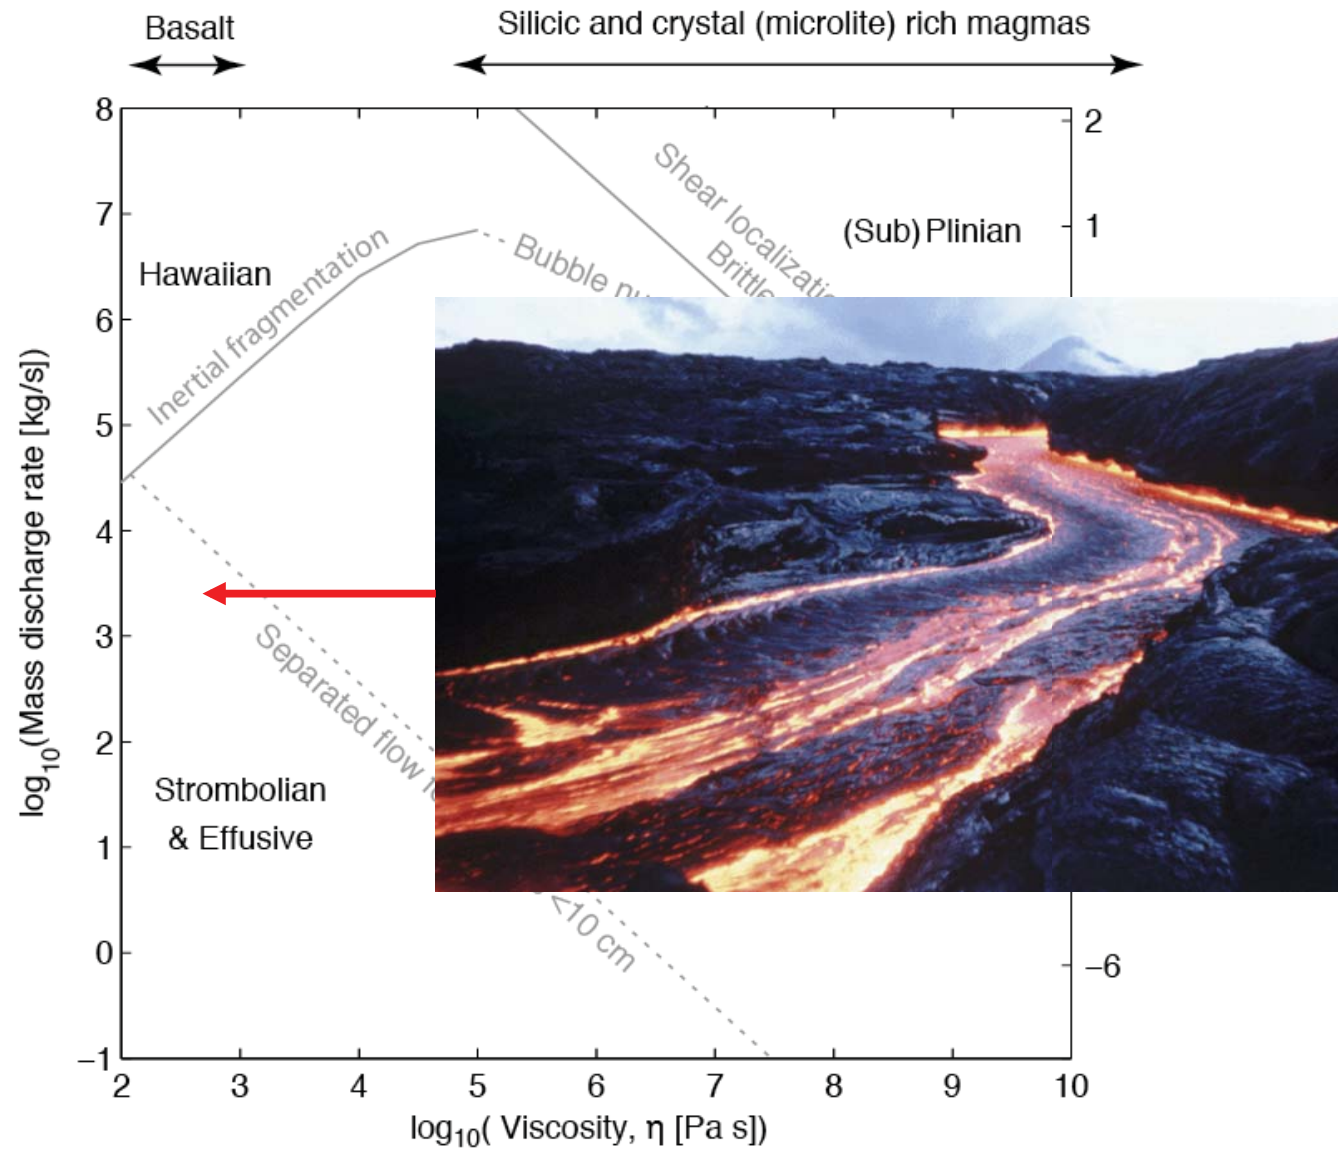 Basalt
Silicic and crystal (microlite) rich magmas
8
7
6
5
4
3
2
1
0
−1
log10(Mass discharge rate [kg/s])
2
1
−6
Shear
Brittle
(Sub) Plinian
Bubble
Hawaiian
Inertial fragmentation
Separated flow
Strombolian
& Effusive
<10 cm
2 3 4 5 6 7 8 9 10
log10( Viscosity, η [Pa s])